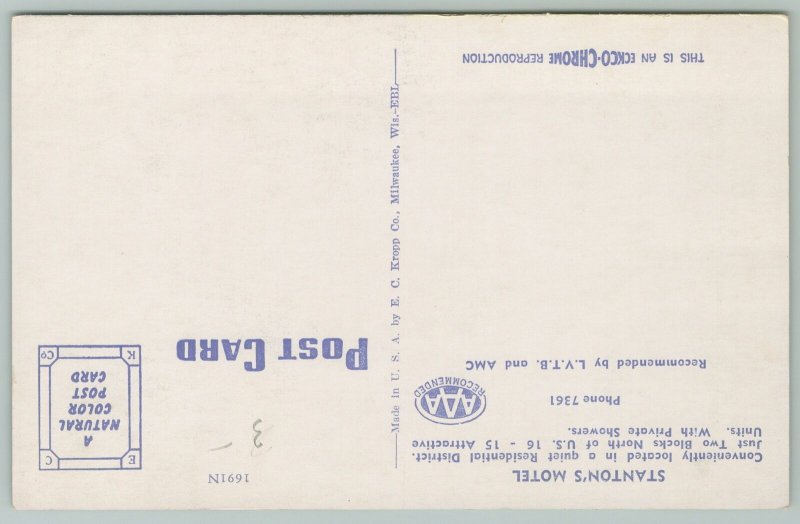 STANTON'S MOTEL
Conveniently located in a quiet Residential District.
Just Two Blocks North of U.S. 16 - 15 Attractive
Units. With Private Showers.
Phone 7361
AAA
RECOMMENDED
Recommended by L.V.T.B. and AMC
THIS IS AN ECKCO-CHROME REPRODUCTION
Made in U. S. A. by E. C. Kropp Co., Milwaukee, Wis.—EBL
1691N
3 -
POST CARD
E C
A
NATURAL
COLOR
POST
CARD
K Co